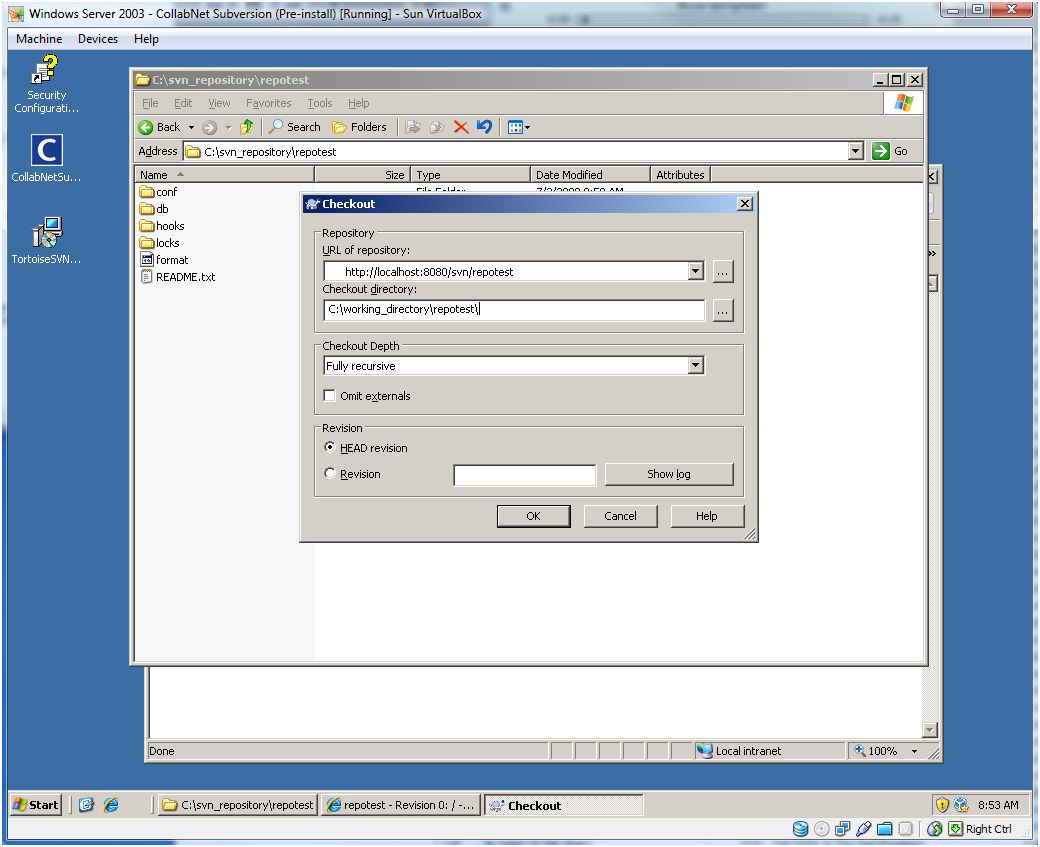 Windows Server 2003 - CollabNet Subversion (Pre-install) [Running] - Sun VirtualBox
Machine Devices Help
Security
Configurati...
CollabNetSu...
TortoiseSVN...
C:\svn_repository\repotest
File Edit View Favorites Tools Help
Back Search Folders
Address C:\svn_repository\repotest Go
Name Size Type Date Modified Attributes
conf
db
hooks
locks
format
README.txt
Checkout
Repository
URL of repository:
http://localhost:8080/svn/repotest
...
Checkout directory:
C:\working_directory\repotest\
...
Checkout Depth
Fully recursive
Omit externals
Revision
HEAD revision
Revision
Show log
OK Cancel Help
Done Local intranet 100%
Start C:\svn_repository\repotest repotest - Revision 0: / -... Checkout 8:53 AM
Right Ctrl